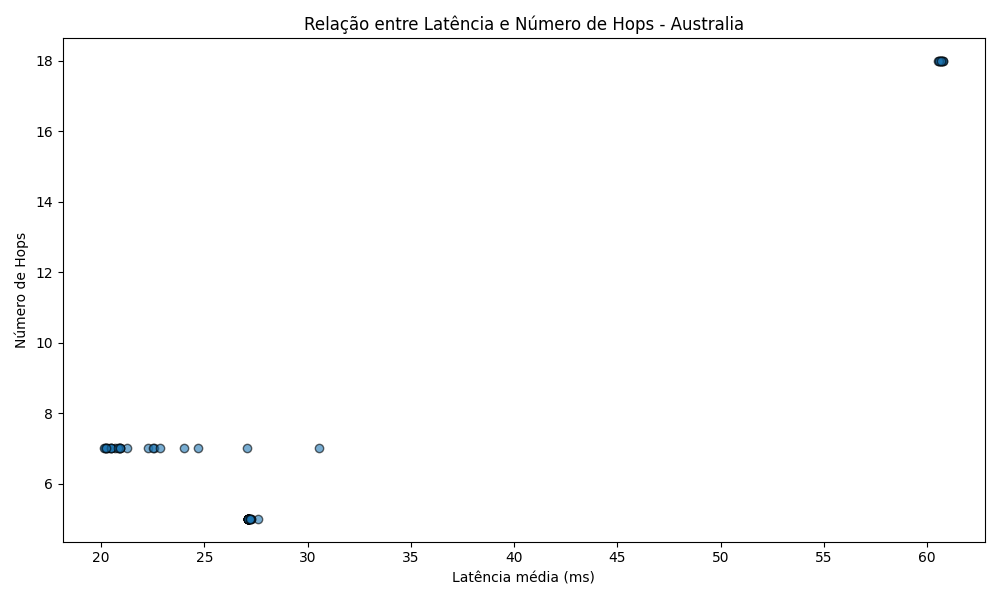 Relação entre Latência e Número de Hops - Australia
Número de Hops
18
16
14
12
10
8
6
20 25 30 35 40 45 50 55 60
Latência média (ms)